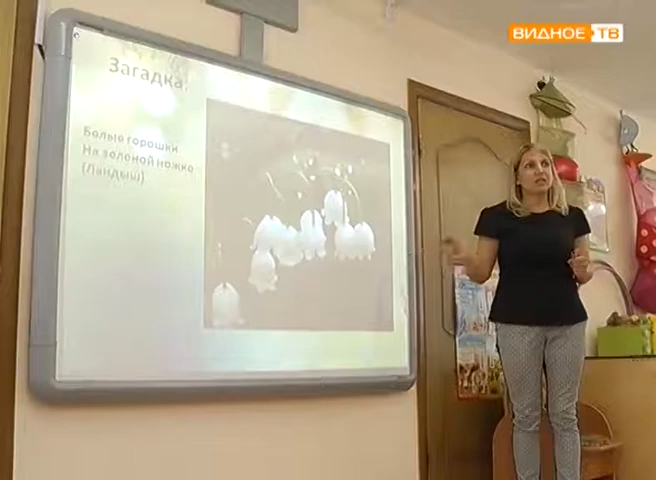 ВИДНОЕ ТВ
Загадка:
Белые горошки
На зеленой ножке
(Ландыш)